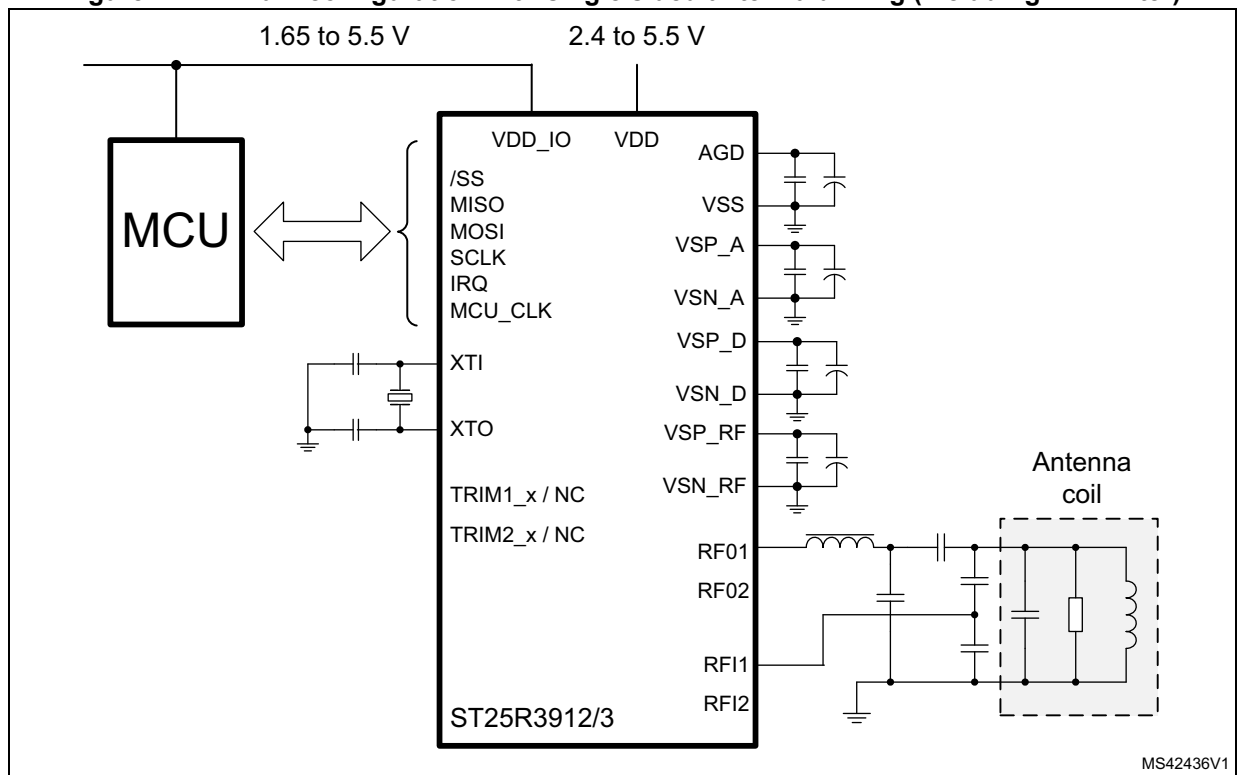 1.65 to 5.5 V
2.4 to 5.5 V
MCU
VDD_IO
VDD
/SS
MISO
MOSI
SCLK
IRQ
MCU_CLK
XTI
XTO
TRIM1_x / NC
TRIM2_x / NC
AGD
VSS
VSP_A
VSN_A
VSP_D
VSN_D
VSP_RF
VSN_RF
RF01
RF02
RFI1
RFI2
ST25R3912/3
Antenna
coil
MS42436V1